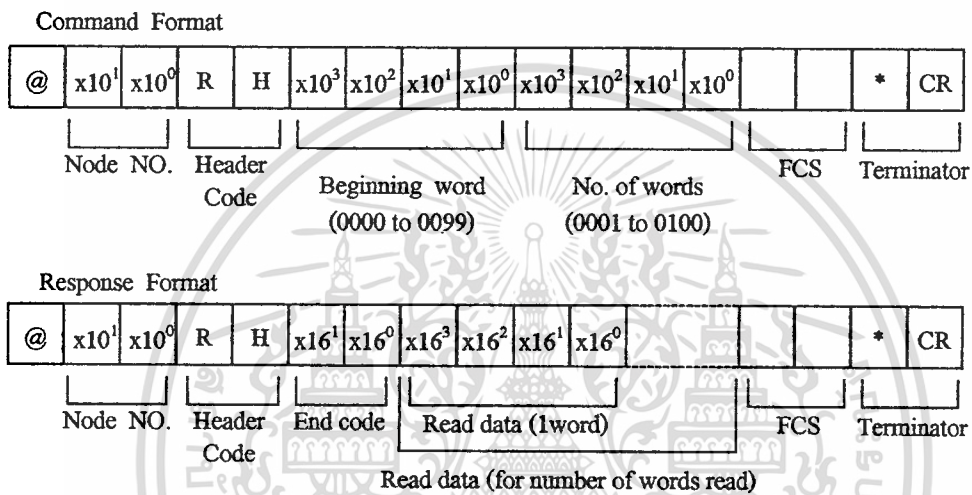 Command Format
@ x10¹ x10⁰ R H x10³ x10² x10¹ x10⁰ x10³ x10² x10¹ x10⁰ * CR
Node NO. Header Code Beginning word (0000 to 0099) No. of words (0001 to 0100) FCS Terminator
Response Format
@ x10¹ x10⁰ R H x16¹ x16⁰ x16³ x16² x16¹ x16⁰ * CR
Node NO. Header Code End code Read data (1word) FCS Terminator
Read data (for number of words read)